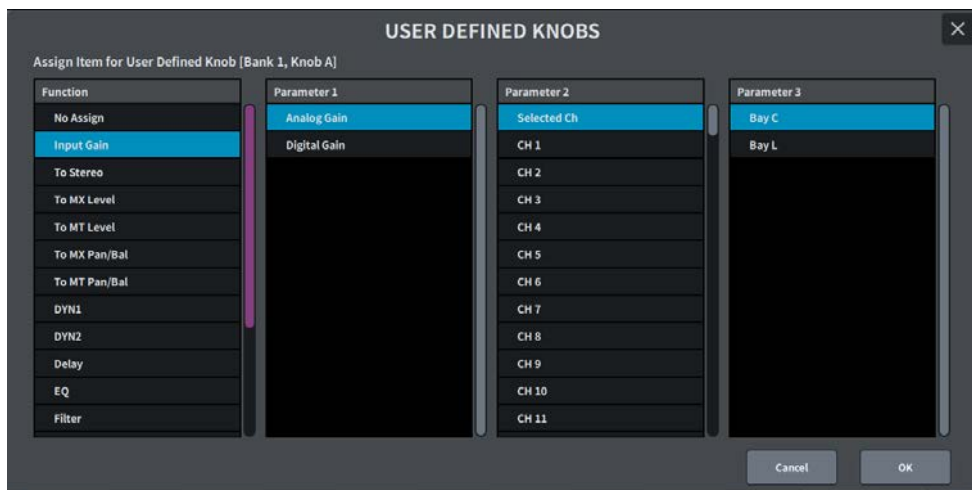 USER DEFINED KNOBS
Assign Item for User Defined Knob [Bank 1, Knob A]
Function
No Assign
Input Gain
To Stereo
To MX Level
To MT Level
To MX Pan/Bal
To MT Pan/Bal
DYN1
DYN2
Delay
EQ
Filter
Parameter 1
Analog Gain
Digital Gain
Parameter 2
Selected Ch
CH 1
CH 2
CH 3
CH 4
CH 5
CH 6
CH 7
CH 8
CH 9
CH 10
CH 11
Parameter 3
Bay C
Bay L
Cancel
OK